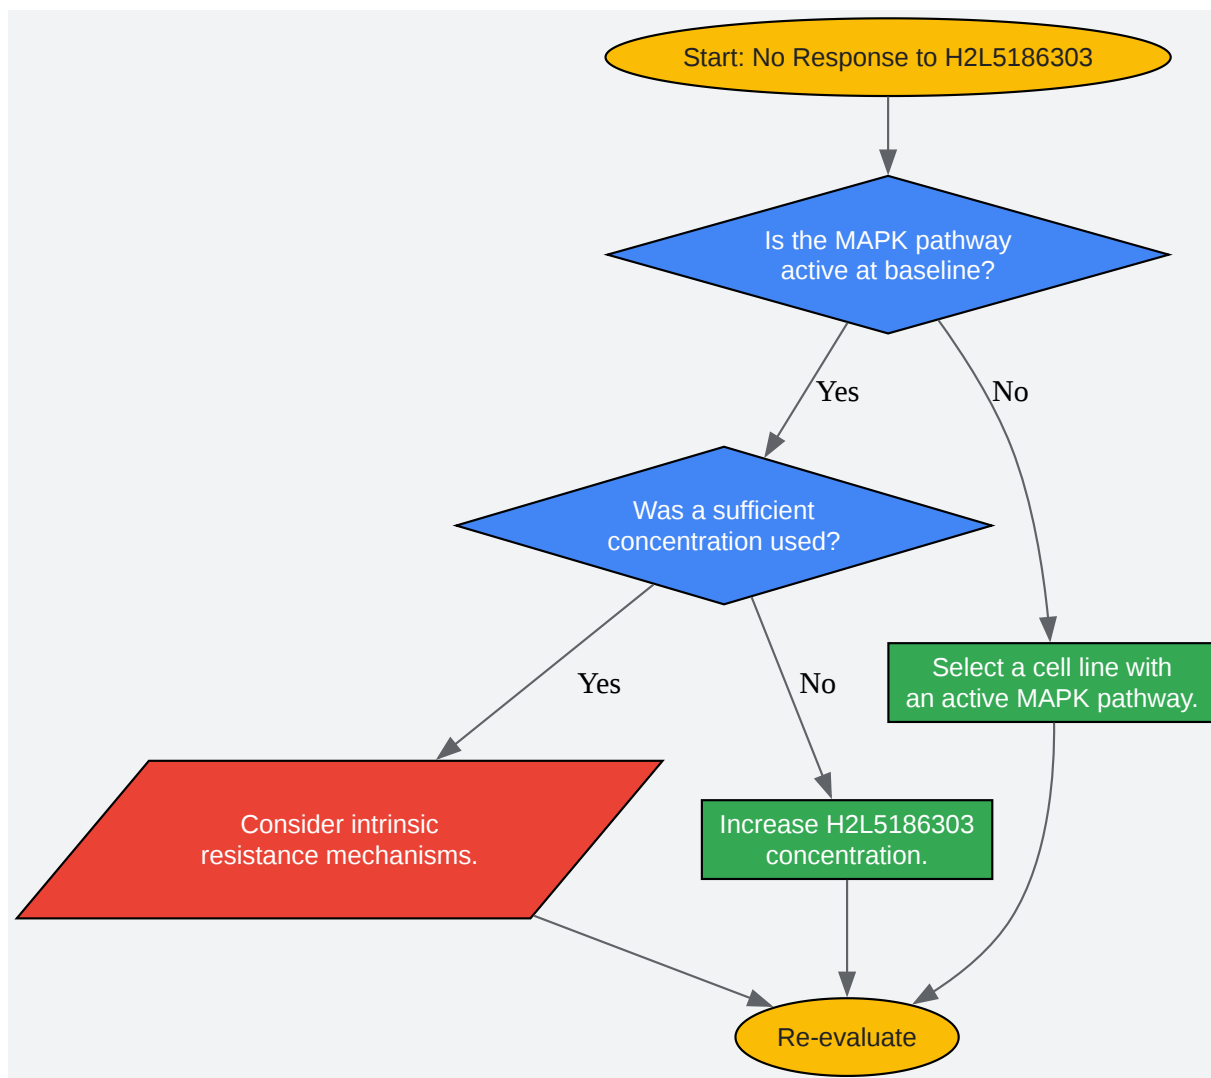 Start: No Response to H2L5186303
Is the MAPK pathway
active at baseline?
Yes
No
Was a sufficient
concentration used?
Yes
No
Select a cell line with
an active MAPK pathway.
Consider intrinsic
resistance mechanisms.
Increase H2L5186303
concentration.
Re-evaluate